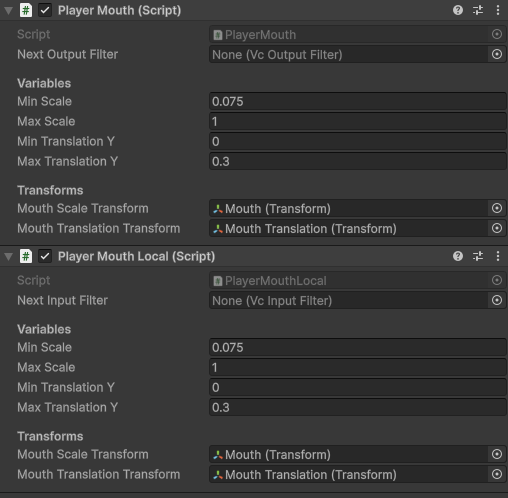 Player Mouth (Script)
Script PlayerMouth
Next Output Filter None (Vc Output Filter)
Variables
Min Scale 0.075
Max Scale 1
Min Translation Y 0
Max Translation Y 0.3
Transforms
Mouth Scale Transform Mouth (Transform)
Mouth Translation Transform Mouth Translation (Transform)
Player Mouth Local (Script)
Script PlayerMouthLocal
Next Input Filter None (Vc Input Filter)
Variables
Min Scale 0.075
Max Scale 1
Min Translation Y 0
Max Translation Y 0.3
Transforms
Mouth Scale Transform Mouth (Transform)
Mouth Translation Transform Mouth Translation (Transform)